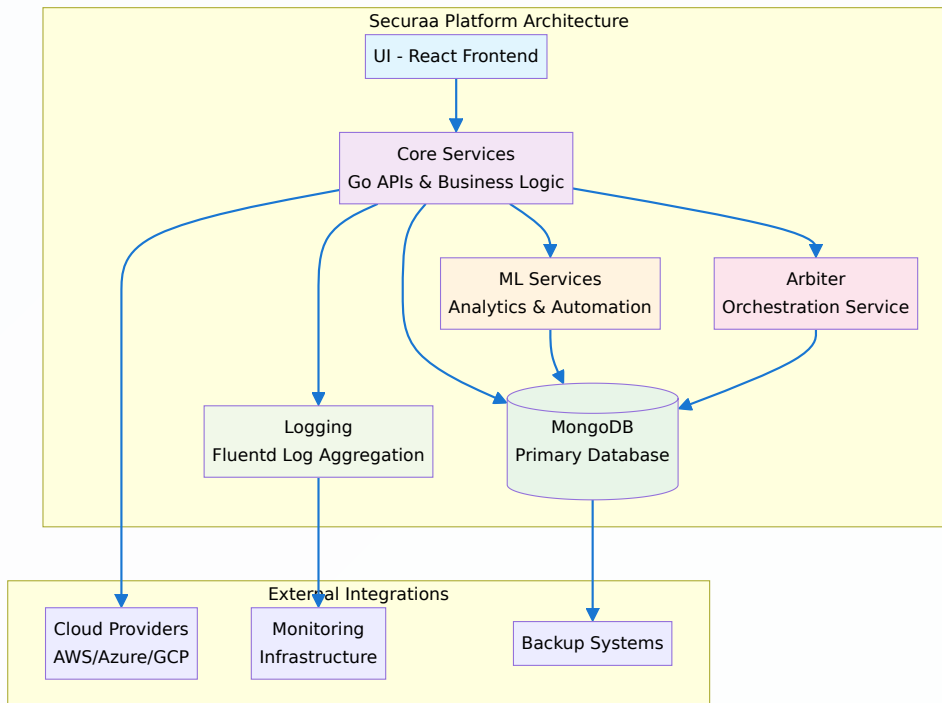 Securaa Platform Architecture
UI - React Frontend
Core Services
Go APIs & Business Logic
ML Services
Analytics & Automation
Arbiter
Orchestration Service
Logging
Fluentd Log Aggregation
MongoDB
Primary Database
External Integrations
Cloud Providers
AWS/Azure/GCP
Monitoring
Infrastructure
Backup Systems